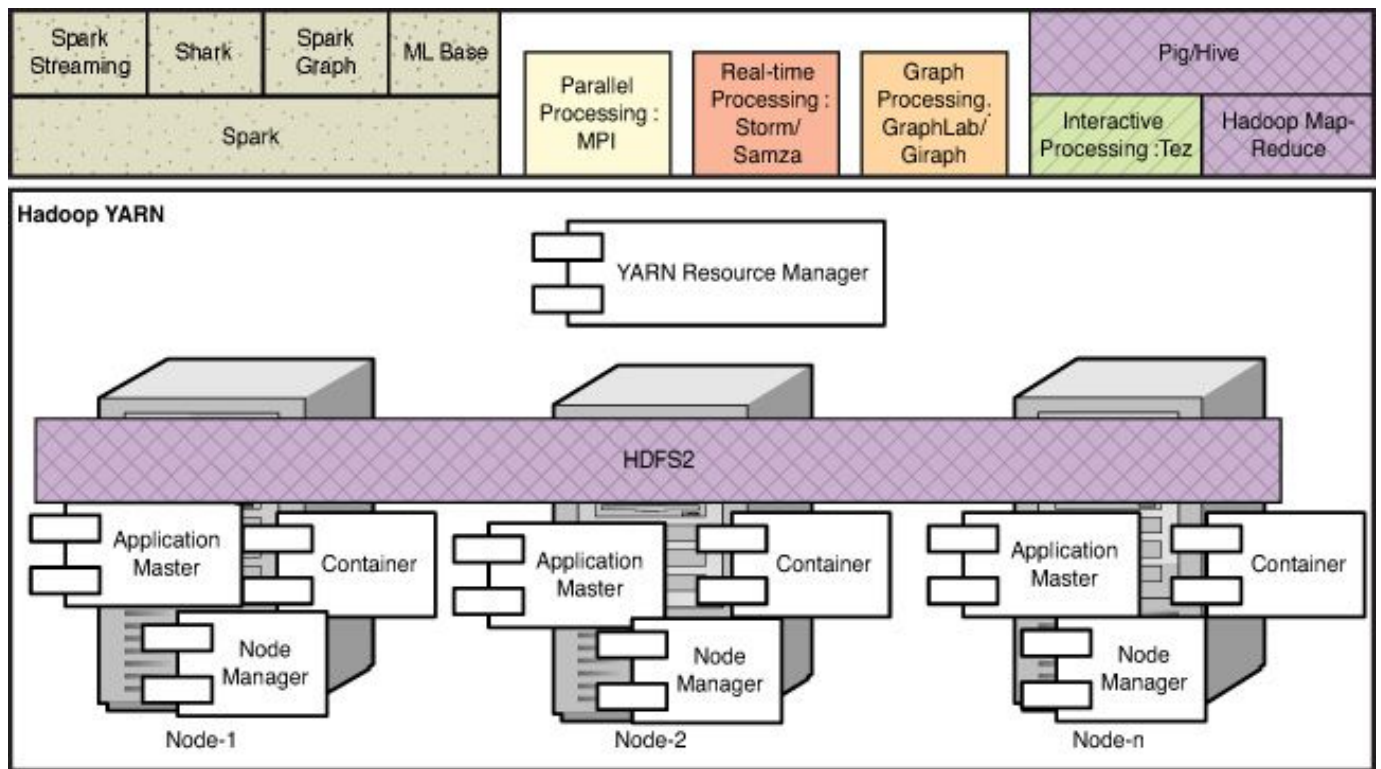 Spark
Streaming
Shark
Spark
Graph
ML Base
Spark
Parallel
Processing :
MPI
Real-time
Processing :
Storm/
Samza
Graph
Processing.
GraphLab/
Giraph
Pig/Hive
Interactive
Processing :Tez
Hadoop Map-
Reduce
Hadoop YARN
YARN Resource Manager
HDFS2
Application
Master
Container
Node
Manager
Node-1
Application
Master
Container
Node
Manager
Node-2
Application
Master
Container
Node
Manager
Node-n